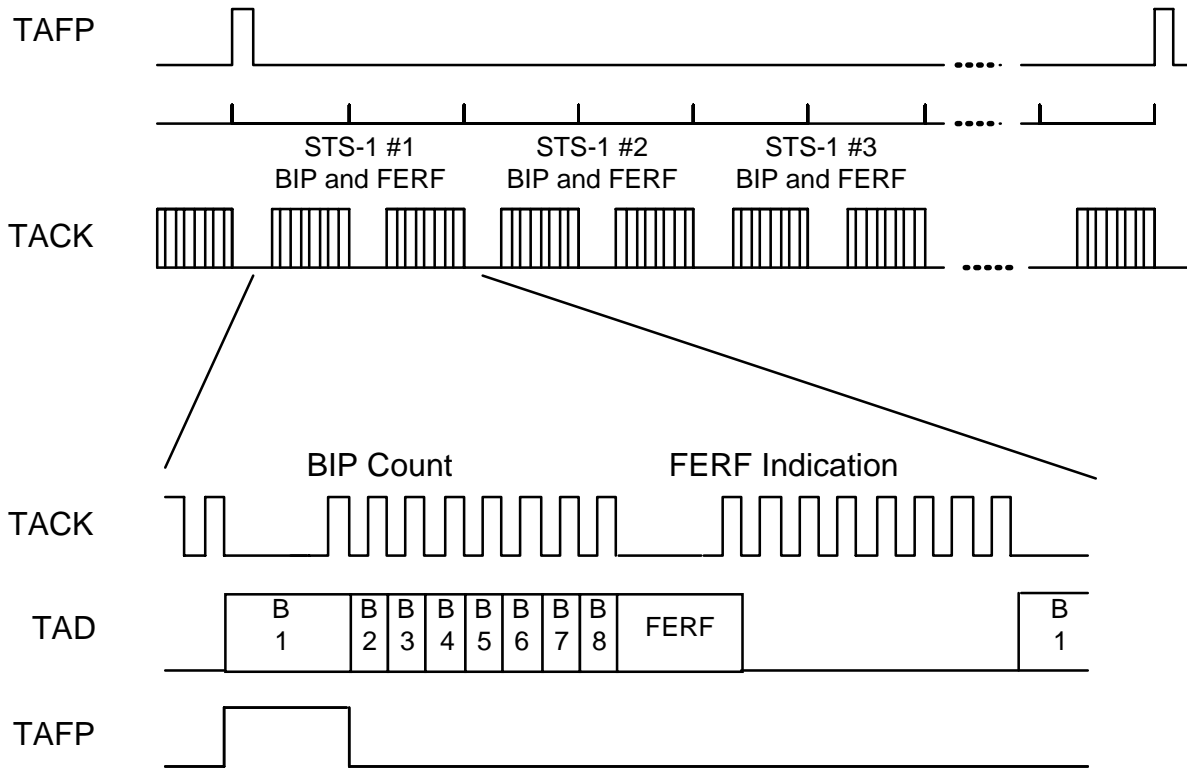 TAFP
STS-1 #1 STS-1 #2 STS-1 #3
BIP and FERF BIP and FERF BIP and FERF
TACK
BIP Count FERF Indication
TACK
TAD
B B B B B B B B FERF B
1 2 3 4 5 6 7 8 1
TAFP